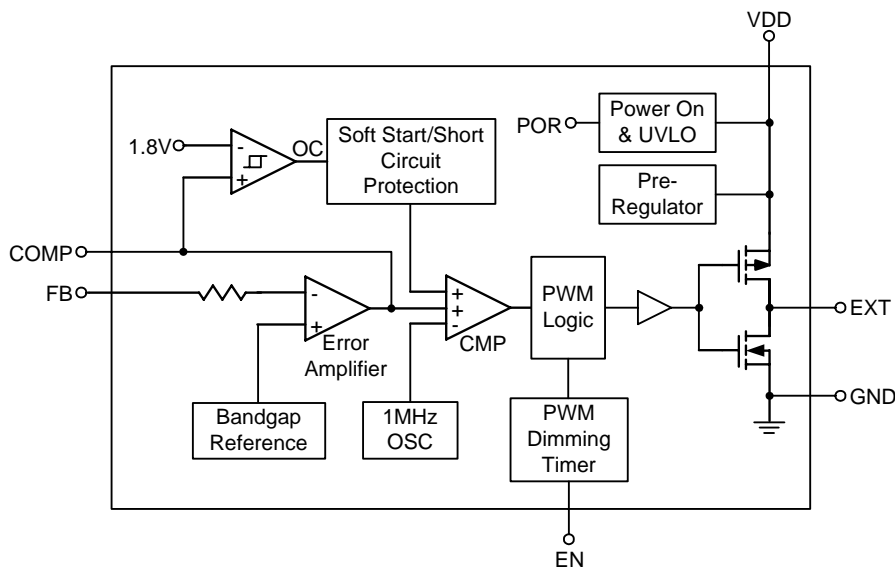 VDD
1.8V
-
+
OC
Soft Start/Short
Circuit
Protection
POR
Power On
& UVLO
Pre-
Regulator
COMP
FB
-
+
Error
Amplifier
+
+
-
CMP
PWM
Logic
EXT
GND
Bandgap
Reference
1MHz
OSC
PWM
Dimming
Timer
EN